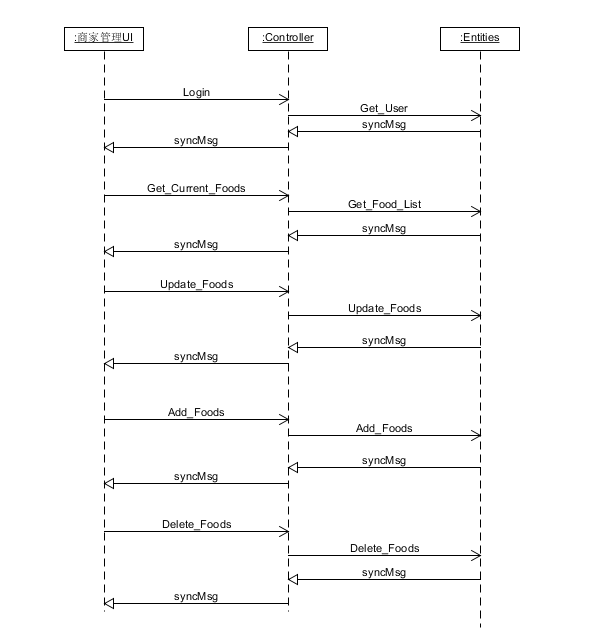 :商家管理UI
:Controller
:Entities
Login
Get_User
syncMsg
syncMsg
Get_Current_Foods
Get_Food_List
syncMsg
syncMsg
Update_Foods
Update_Foods
syncMsg
syncMsg
Add_Foods
Add_Foods
syncMsg
syncMsg
Delete_Foods
Delete_Foods
syncMsg
syncMsg